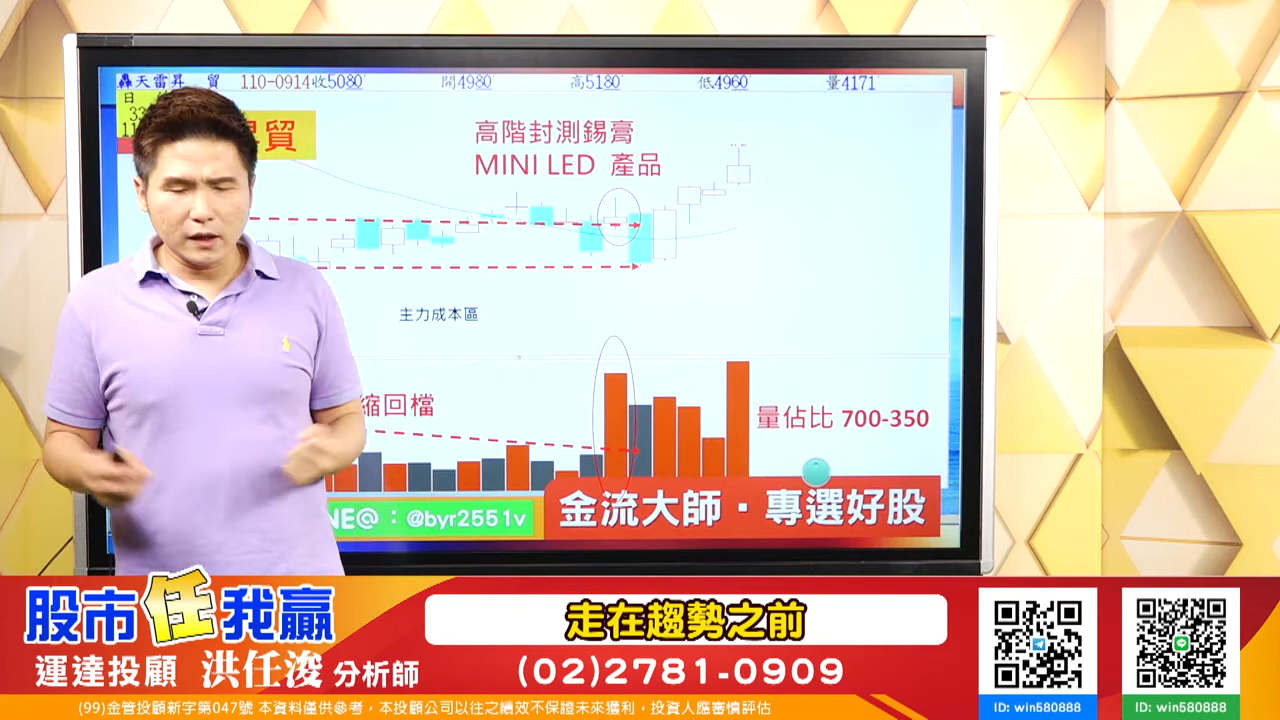 轟天雷昇 貿 110-0914收5080 開4980 高5180 低4960 量4171
日
貿
高階封測錫膏
MINI LED 產品
主力成本區
縮回檔
量佔比 700-350
NE@：@byr2551v
金流大師・專選好股
股市任我贏
走在趨勢之前
運達投顧 洪任浚 分析師
(02)2781-0909
ID: win580888
ID: win580888
(99)金管投顧新字第047號 本資料僅供參考，本投顧公司以往之績效不保證未來獲利，投資人應審慎評估